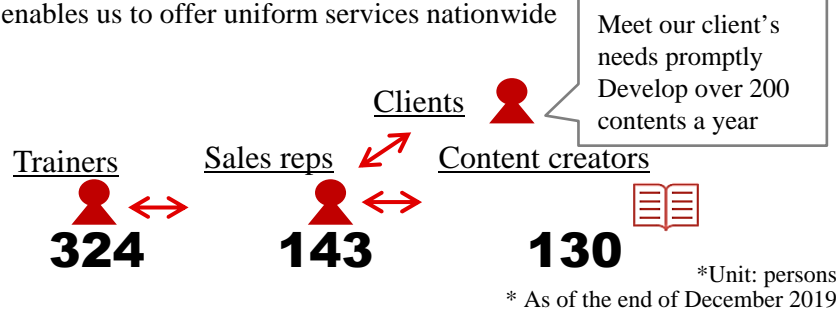 enables us to offer uniform services nationwide
Meet our client’s
needs promptly
Develop over 200
contents a year
Clients
Trainers
Sales reps
Content creators
324
143
130
*Unit: persons
* As of the end of December 2019